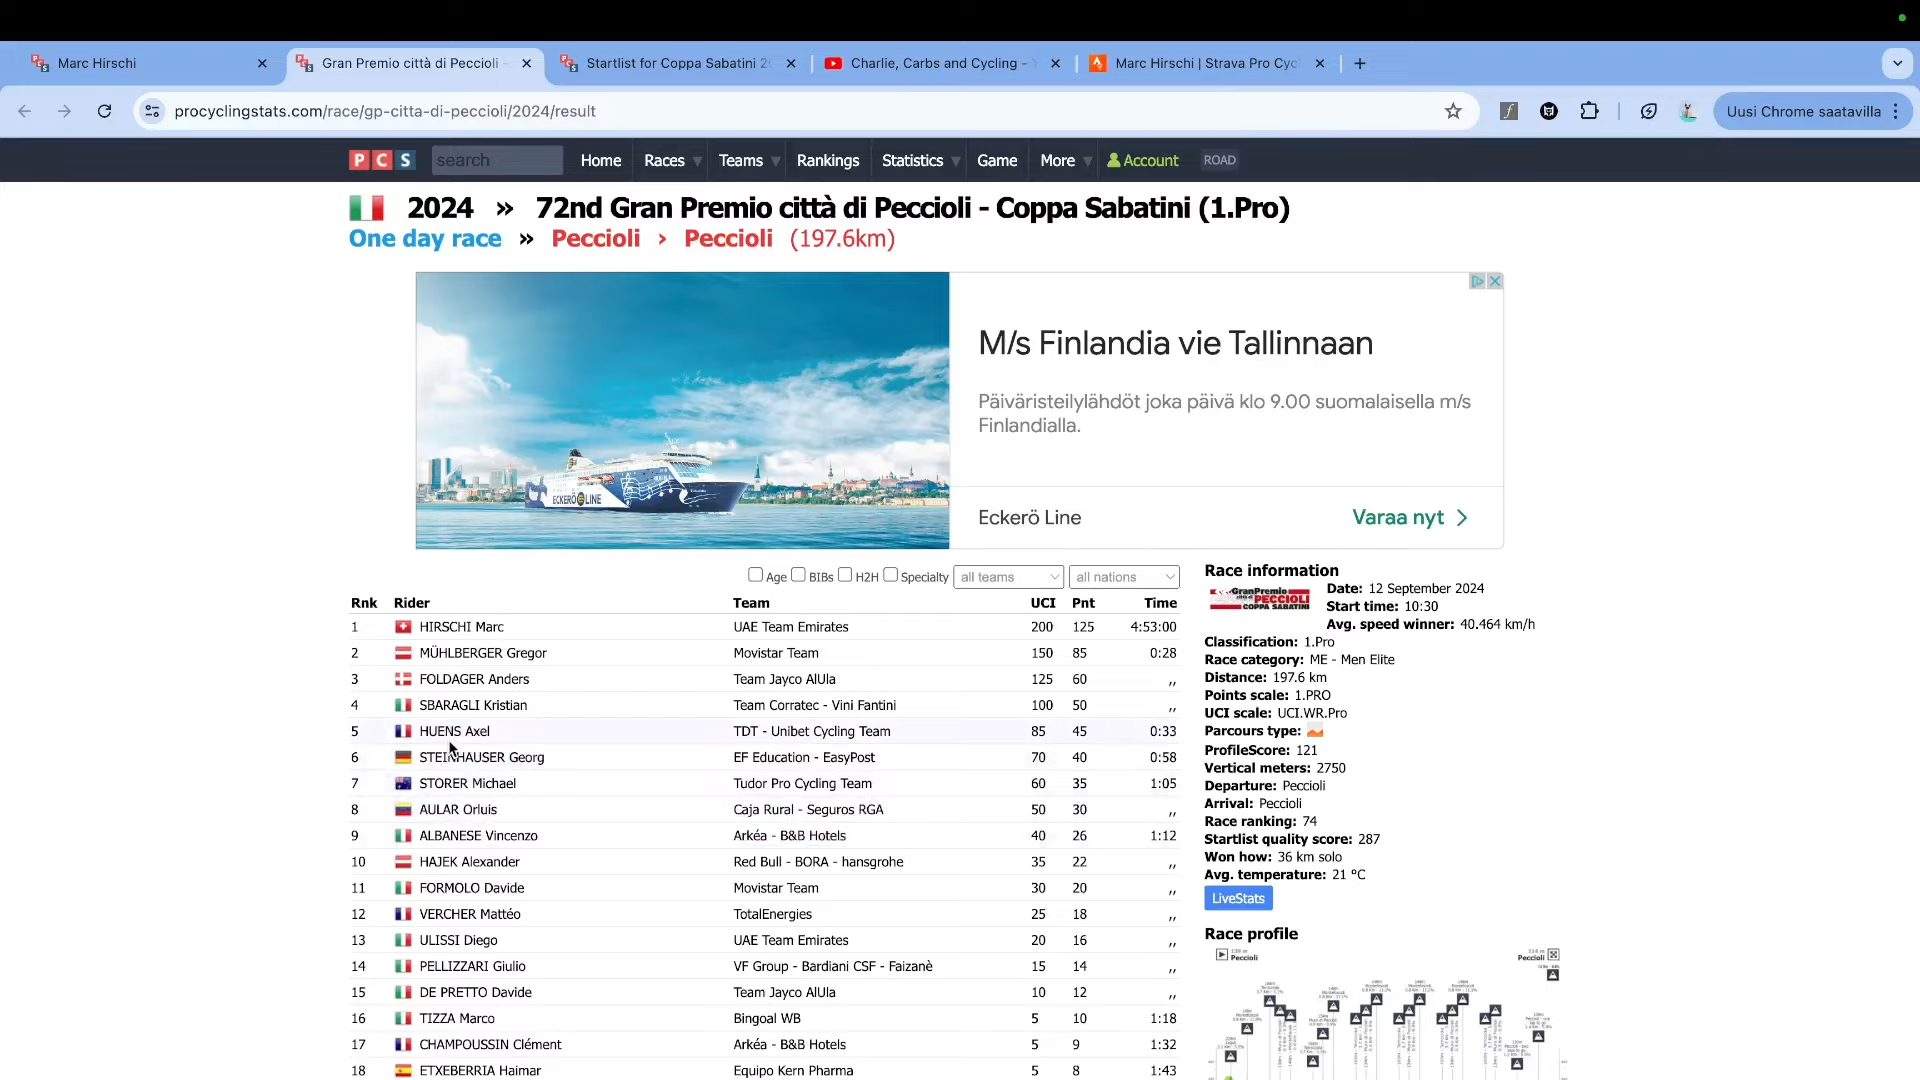 Marc Hirschi
Gran Premio città di Peccioli -
Startlist for Coppa Sabatini 2
Charlie, Carbs and Cycling -
Marc Hirschi | Strava Pro Cyc
procyclingstats.com/race/gp-citta-di-peccioli/2024/result
Uusi Chrome saatavilla
PCS
search
Home
Races
Teams
Rankings
Statistics
Game
More
Account
ROAD
2024 » 72nd Gran Premio città di Peccioli - Coppa Sabatini (1.Pro)
One day race » Peccioli › Peccioli (197.6km)
ECKERÖ LINE
M/s Finlandia vie Tallinnaan
Päiväristeilylähdöt joka päivä klo 9.00 suomalaisella m/s
Finlandialla.
Eckerö Line
Varaa nyt
Age BIBs H2H Specialty all teams all nations
Rnk Rider Team UCI Pnt Time
1 HIRSCHI Marc UAE Team Emirates 200 125 4:53:00
2 MÜHLBERGER Gregor Movistar Team 150 85 0:28
3 FOLDAGER Anders Team Jayco AlUla 125 60 ,,
4 SBARAGLI Kristian Team Corratec - Vini Fantini 100 50 ,,
5 HUENS Axel TDT - Unibet Cycling Team 85 45 0:33
6 STEINHAUSER Georg EF Education - EasyPost 70 40 0:58
7 STORER Michael Tudor Pro Cycling Team 60 35 1:05
8 AULAR Orluis Caja Rural - Seguros RGA 50 30 ,,
9 ALBANESE Vincenzo Arkéa - B&B Hotels 40 26 1:12
10 HAJEK Alexander Red Bull - BORA - hansgrohe 35 22 ,,
11 FORMOLO Davide Movistar Team 30 20 ,,
12 VERCHER Mattéo TotalEnergies 25 18 ,,
13 ULISSI Diego UAE Team Emirates 20 16 ,,
14 PELLIZZARI Giulio VF Group - Bardiani CSF - Faizanè 15 14 ,,
15 DE PRETTO Davide Team Jayco AlUla 10 12 ,,
16 TIZZA Marco Bingoal WB 5 10 1:18
17 CHAMPOUSSIN Clément Arkéa - B&B Hotels 5 9 1:32
18 ETXEBERRIA Haimar Equipo Kern Pharma 5 8 1:43
Race information
GranPremio
città di PECCIOLI
COPPA SABATINI
Date: 12 September 2024
Start time: 10:30
Avg. speed winner: 40.464 km/h
Classification: 1.Pro
Race category: ME - Men Elite
Distance: 197.6 km
Points scale: 1.PRO
UCI scale: UCI.WR.Pro
Parcours type:
ProfileScore: 121
Vertical meters: 2750
Departure: Peccioli
Arrival: Peccioli
Race ranking: 74
Startlist quality score: 287
Won how: 36 km solo
Avg. temperature: 21 °C
LiveStats
Race profile
Peccioli
Peccioli